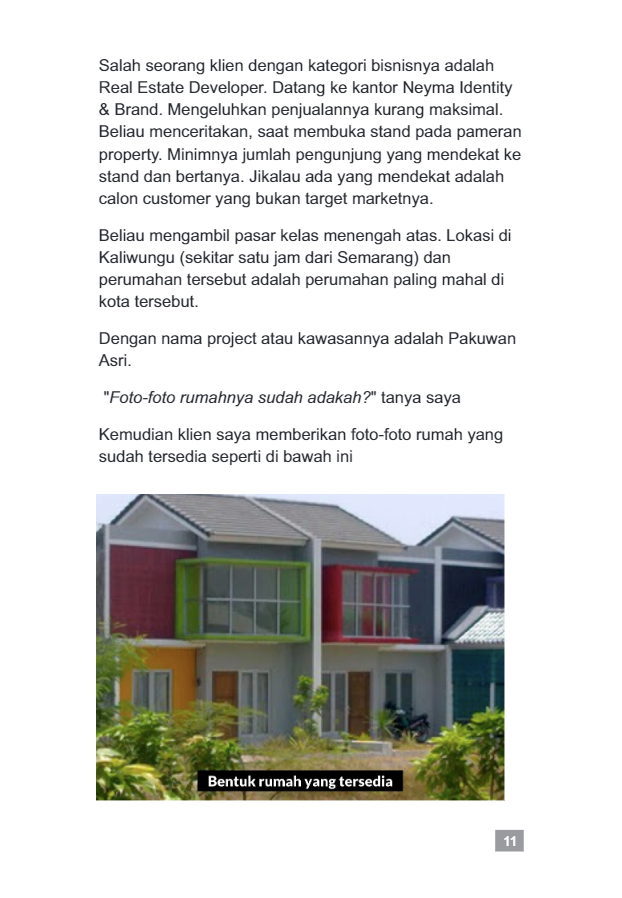 Salah seorang klien dengan kategori bisnisnya adalah
Real Estate Developer. Datang ke kantor Neyma Identity
& Brand. Mengeluhkan penjualannya kurang maksimal.
Beliau menceritakan, saat membuka stand pada pameran
property. Minimnya jumlah pengunjung yang mendekat ke
stand dan bertanya. Jikalau ada yang mendekat adalah
calon customer yang bukan target marketnya.
Beliau mengambil pasar kelas menengah atas. Lokasi di
Kaliwungu (sekitar satu jam dari Semarang) dan
perumahan tersebut adalah perumahan paling mahal di
kota tersebut.
Dengan nama project atau kawasannya adalah Pakuwan
Asri.
"Foto-foto rumahnya sudah adakah?" tanya saya
Kemudian klien saya memberikan foto-foto rumah yang
sudah tersedia seperti di bawah ini
Bentuk rumah yang tersedia
11